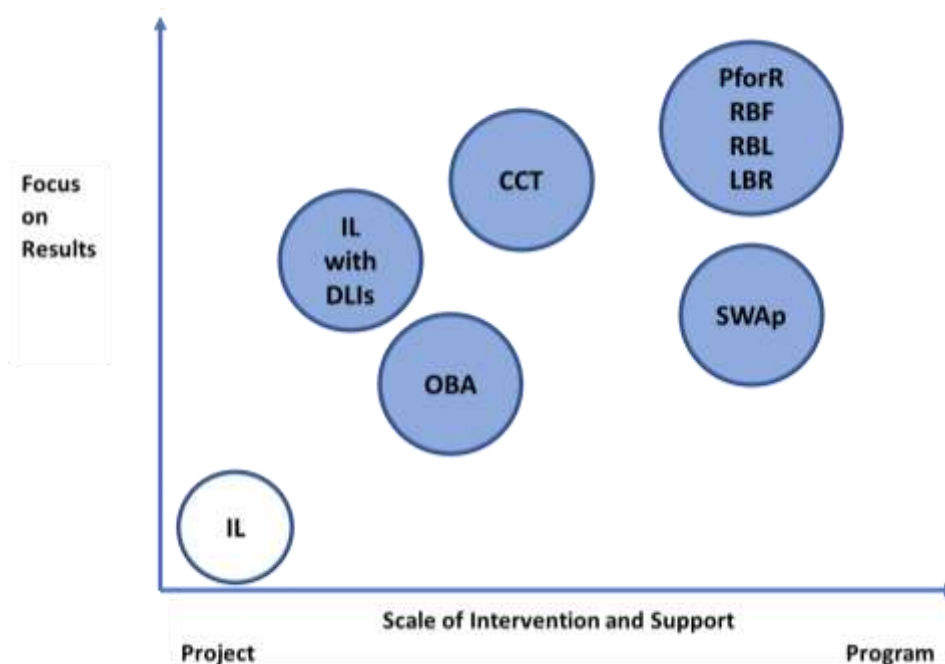 Focus
on
Results
PforR
RBF
RBL
LBR
CCT
IL
with
DLIs
SWAp
OBA
IL
Scale of Intervention and Support
Project
Program